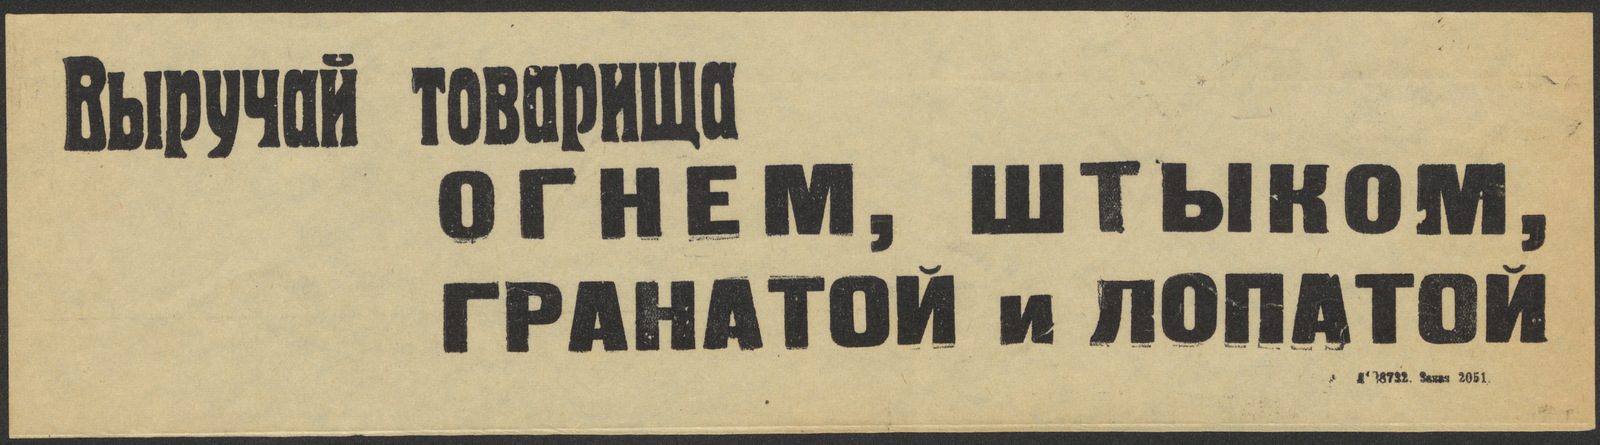 Выручай товарища
ОГНЕМ, ШТЫКОМ,
ГРАНАТОЙ и ЛОПАТОЙ
Заказ 2051.